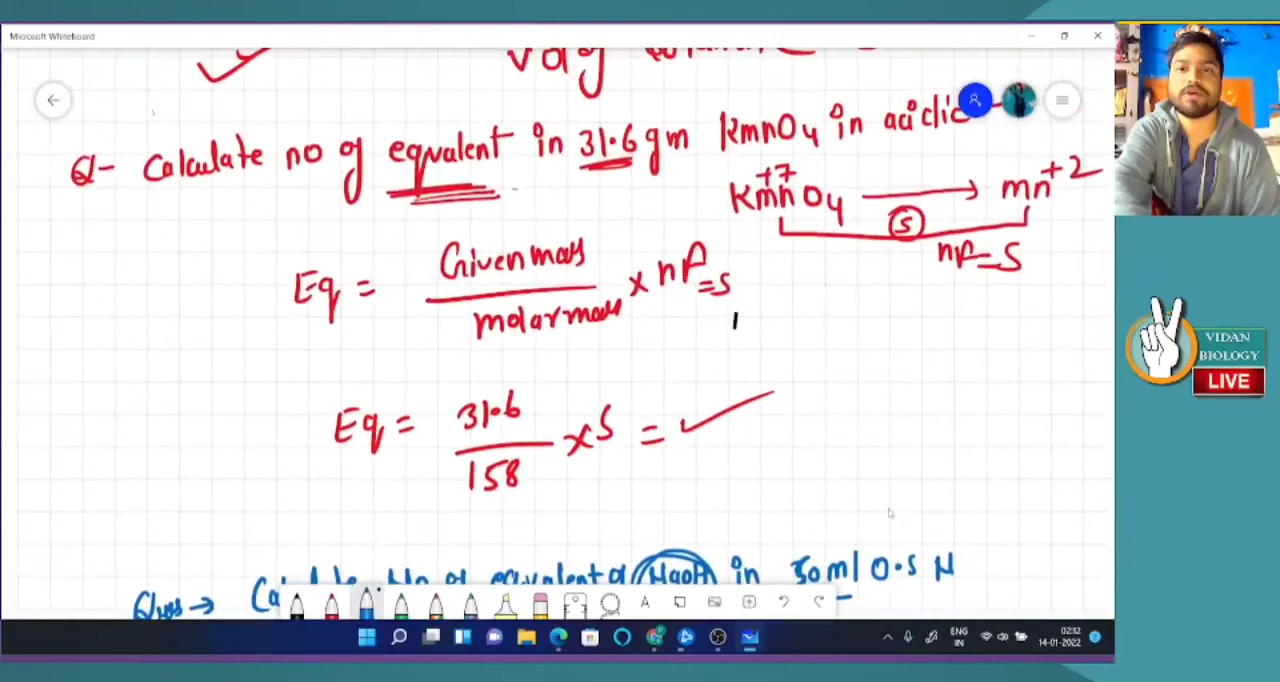 Microsoft Whiteboard
Q- Calculate no of equvalent in 31.6 gm KmnO4 in acidic
+7 +2
KmnO4 → mn
5
nf=5
Eq = Given mass / molar mass × nf =5
Eq = 31.6 / 158 × 5 =
Ques → No of equivalent of NaOH in 50ml 0.5 N
VIDAN
BIOLOGY
LIVE
ENG
IN
02:12
14-01-2022